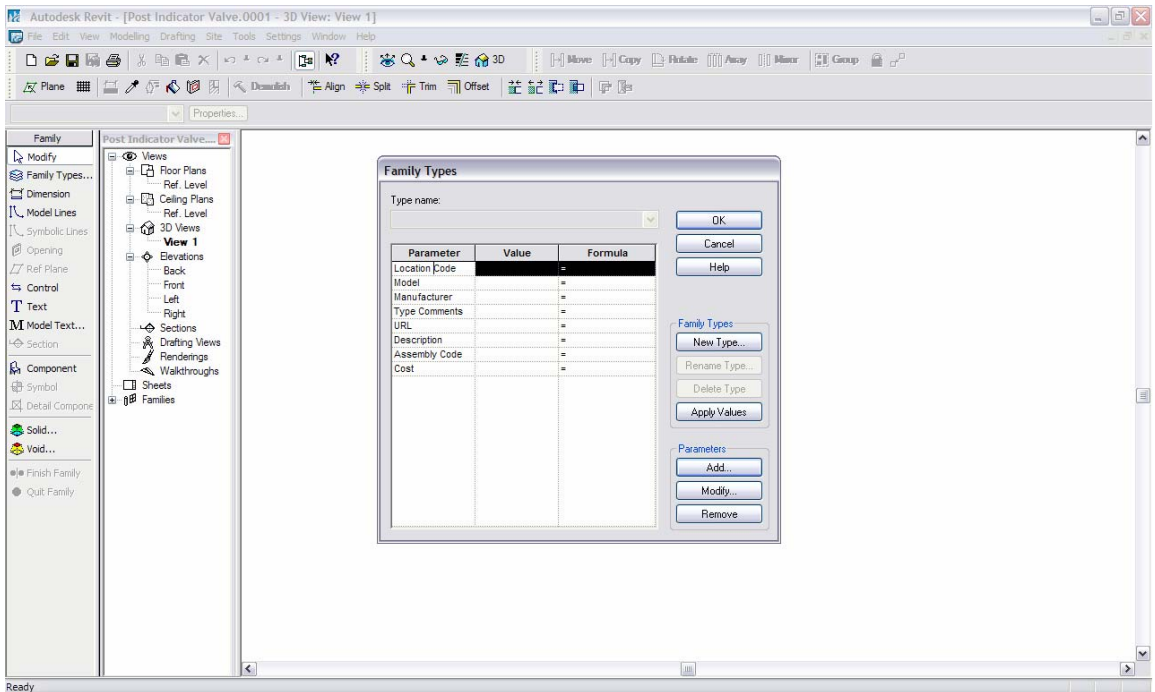 Autodesk Revit - [Post Indicator Valve.0001 - 3D View: View 1]
File Edit View Modelling Drafting Site Tools Settings Window Help
3D Move Copy Rotate Array Mirror Group
Plane Demolish Align Split Trim Offset
Properties...
Family
Modify
Family Types...
Dimension
Model Lines
Symbolic Lines
Opening
Ref Plane
Control
Text
Model Text...
Section
Component
Symbol
Detail Compone
Solid...
Void...
Finish Family
Quit Family
Post Indicator Valve....
Views
Floor Plans
Ref. Level
Ceiling Plans
Ref. Level
3D Views
View 1
Elevations
Back
Front
Left
Right
Sections
Drafting Views
Renderings
Walkthroughs
Sheets
Families
Family Types
Type name:
OK
Cancel
Help
Parameter Value Formula
Location Code =
Model =
Manufacturer =
Type Comments =
URL =
Description =
Assembly Code =
Cost =
Family Types
New Type...
Rename Type...
Delete Type
Apply Values
Parameters
Add...
Modify...
Remove
Ready